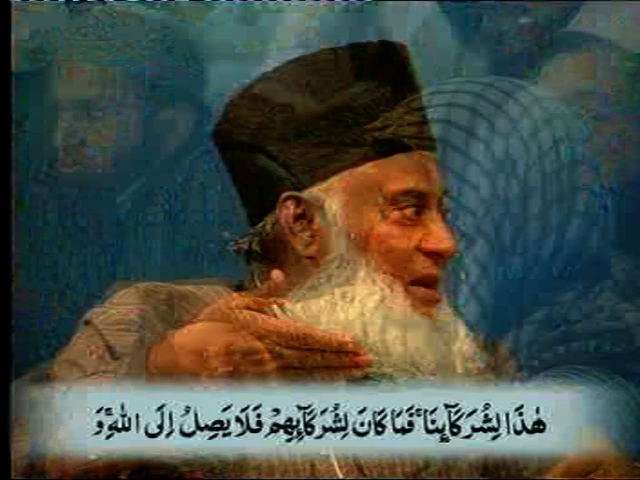 هٰذَا لِشُرَكَآئِنَا ۚ فَمَا كَانَ لِشُرَكَآئِهِمْ فَلَا يَصِلُ اِلَى اللّٰهِ ۚ وَ